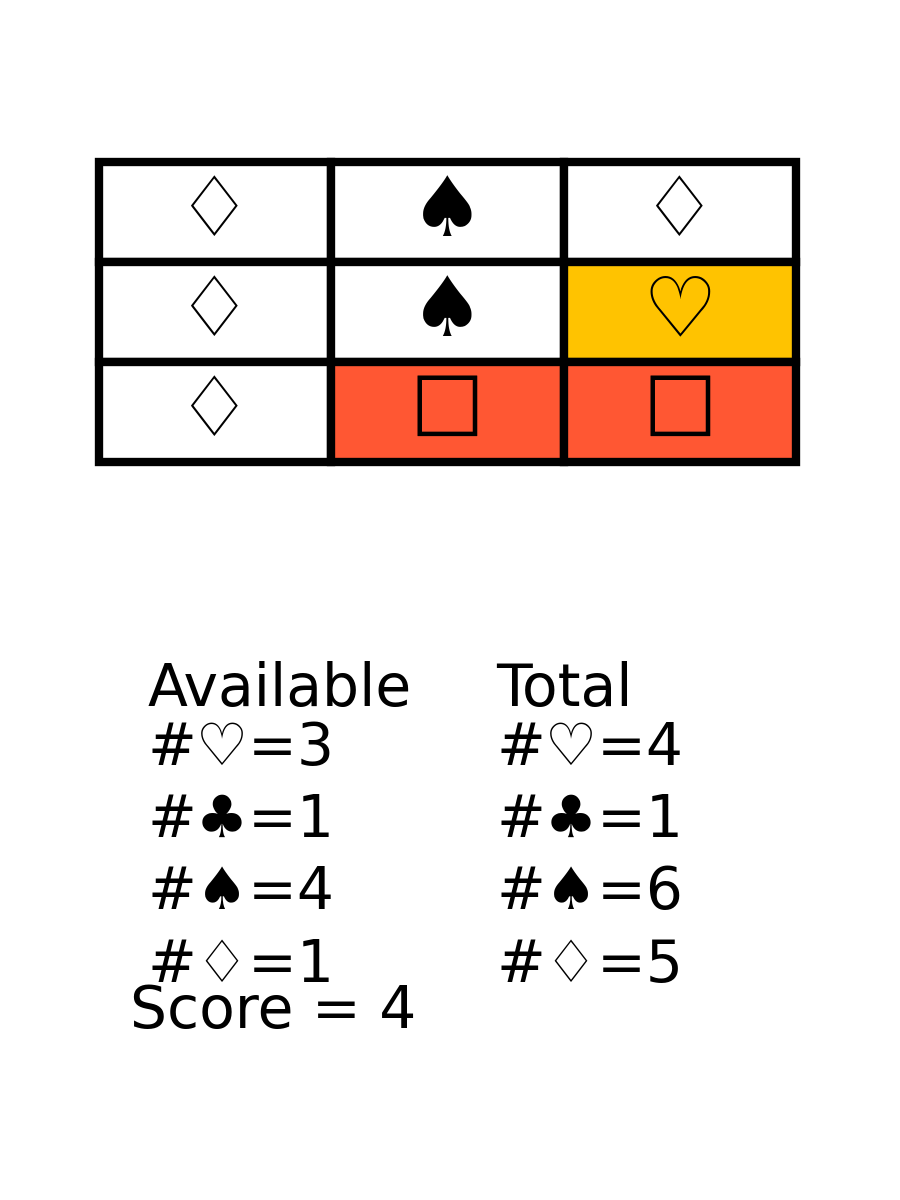 ♢ ♠ ♢
♢ ♠ ♡
♢ □ □
Available Total
#♡=3 #♡=4
#♣=1 #♣=1
#♠=4 #♠=6
#♢=1 #♢=5
Score = 4